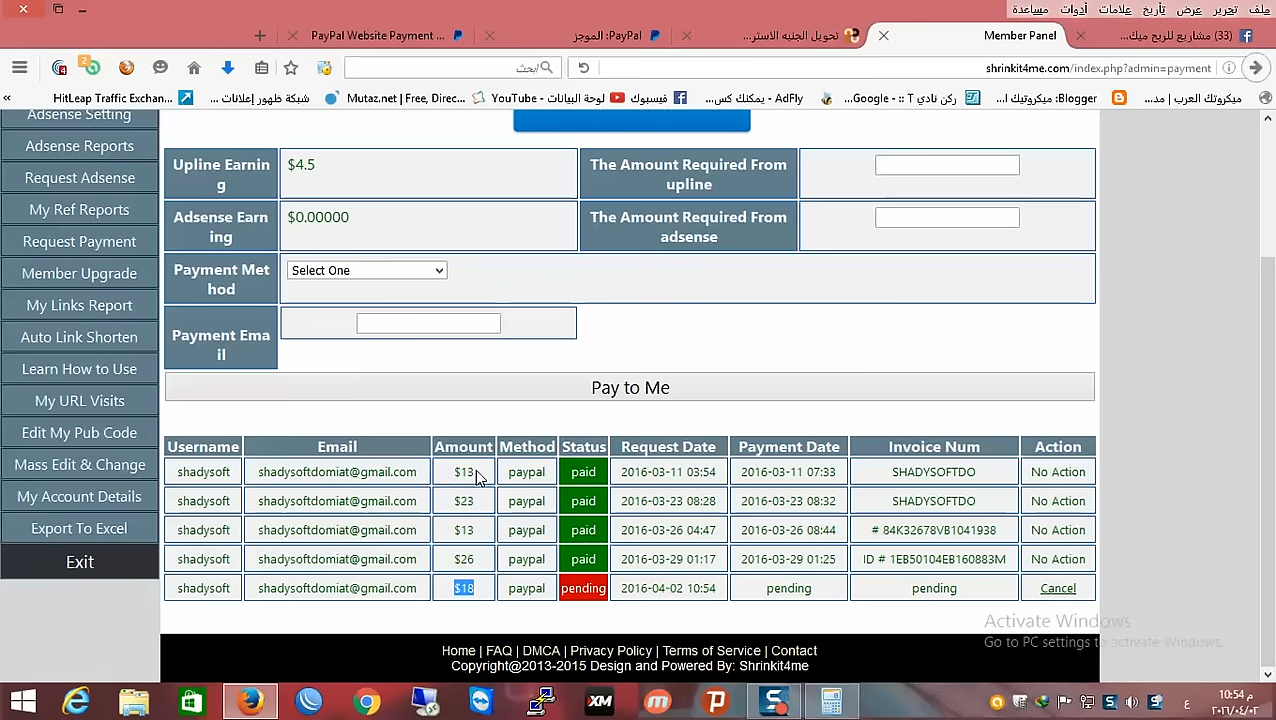 ملف تحرير عرض تأريخ علامات أدوات مساعدة
PayPal Website Payment ...
PayPal: الموجز
تحويل الجنيه الاستر...
Member Panel
(33) مشاريع للربح ميك...
2
ابحث
shrinkit4me.com/index.php?admin=payment
HitLeap Traffic Exchan...
شبكة ظهور إعلانات ...
Mutaz.net | Free, Direc...
لوحة البيانات - YouTube
فيسبوك
AdFly - يمكنك كس...
ركن نادي Google - :: T...
Blogger: ميكروتيك ا...
ميكروتك العرب | مد...
Adsense Setting
Adsense Reports
Request Adsense
My Ref Reports
Request Payment
Member Upgrade
My Links Report
Auto Link Shorten
Learn How to Use
My URL Visits
Edit My Pub Code
Mass Edit & Change
My Account Details
Export To Excel
Exit
Upline Earnin
g
$4.5
The Amount Required From
upline
Adsense Earn
ing
$0.00000
The Amount Required From
adsense
Payment Met
hod
Select One
Payment Ema
il
Pay to Me
Username Email Amount Method Status Request Date Payment Date Invoice Num Action
shadysoft shadysoftdomiat@gmail.com $13 paypal paid 2016-03-11 03:54 2016-03-11 07:33 SHADYSOFTDO No Action
shadysoft shadysoftdomiat@gmail.com $23 paypal paid 2016-03-23 08:28 2016-03-23 08:32 SHADYSOFTDO No Action
shadysoft shadysoftdomiat@gmail.com $13 paypal paid 2016-03-26 04:47 2016-03-26 08:44 # 84K32678VB1041938 No Action
shadysoft shadysoftdomiat@gmail.com $26 paypal paid 2016-03-29 01:17 2016-03-29 01:25 ID # 1EB50104EB160883M No Action
shadysoft shadysoftdomiat@gmail.com $18 paypal pending 2016-04-02 10:54 pending pending Cancel
Activate Windows
Go to PC settings to activate Windows.
Home | FAQ | DMCA | Privacy Policy | Terms of Service | Contact
Copyright@2013-2015 Design and Powered By: Shrinkit4me
XM
ع
10:54 م
٢٠١٦/٠٤/٠٢